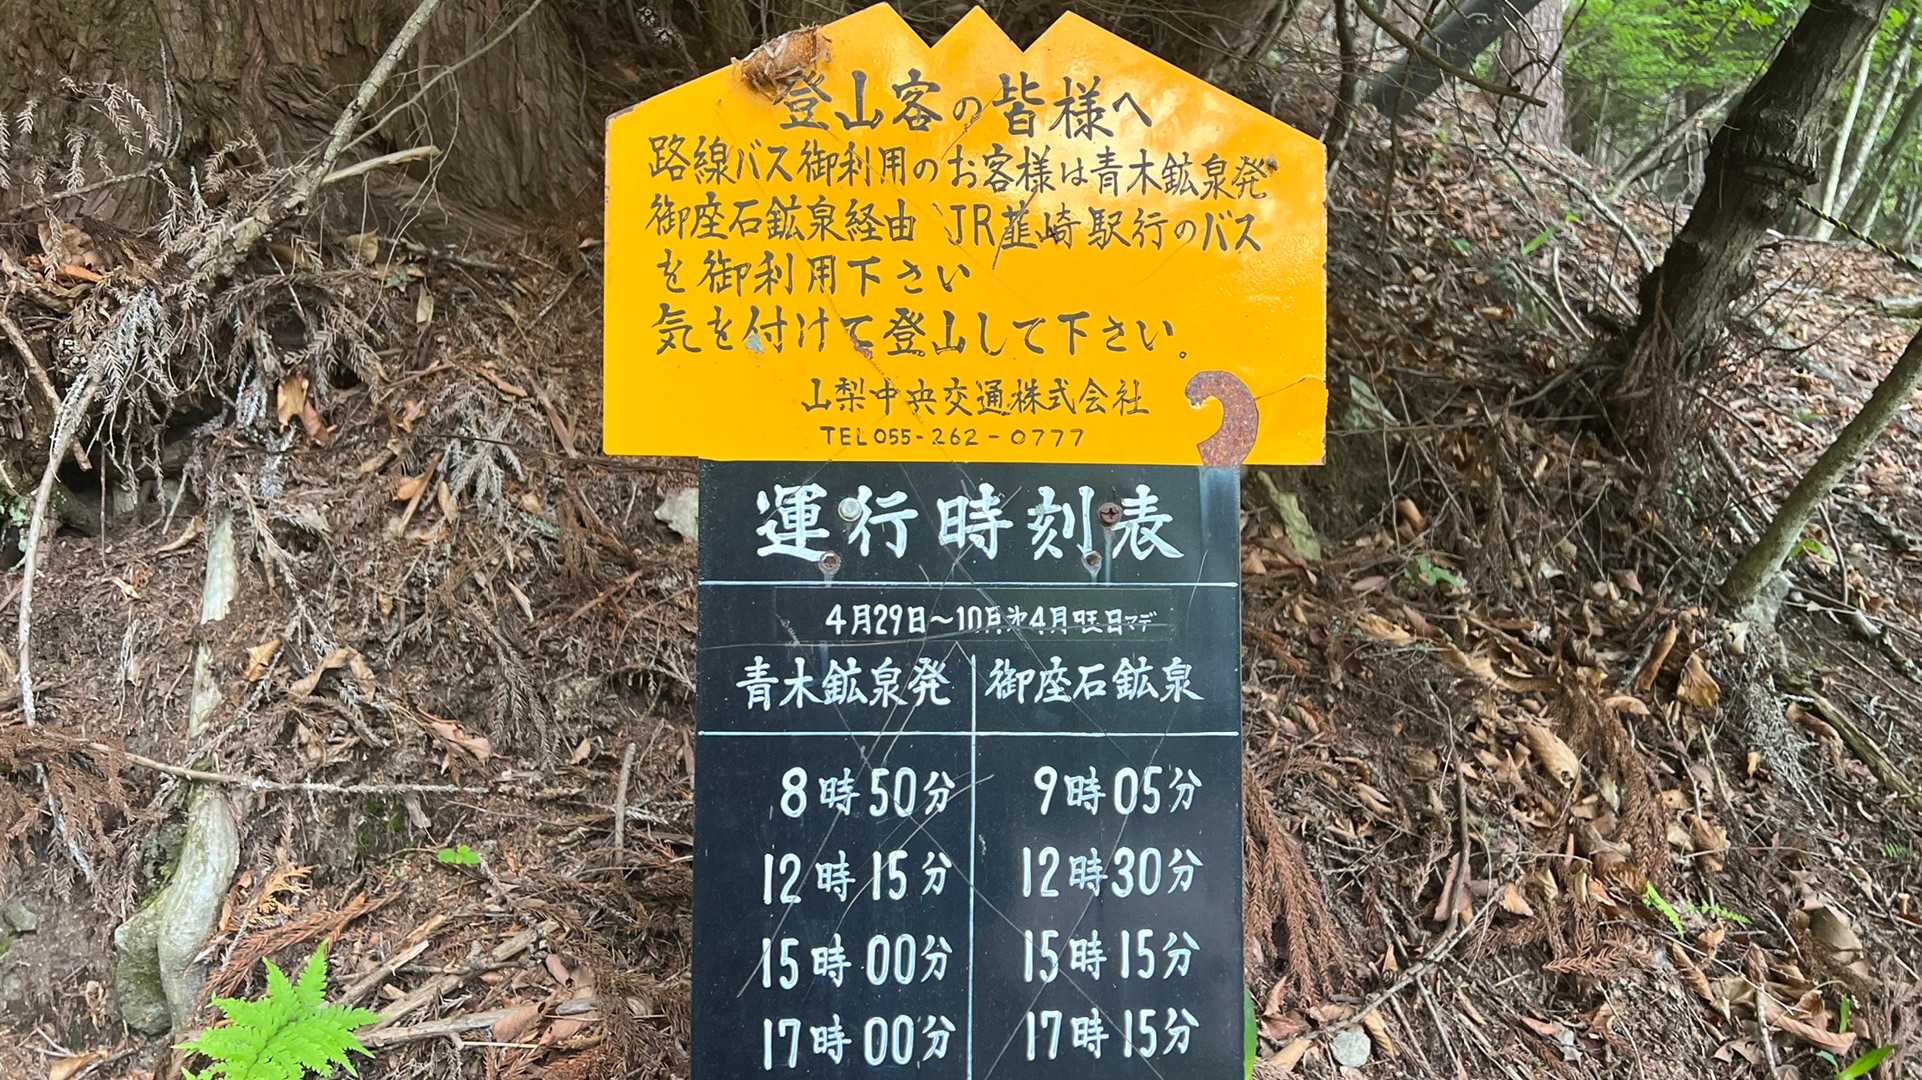 登山客の皆様へ
路線バス御利用のお客様は青木鉱泉発
御座石鉱泉経由 JR韮崎駅行のバス
を御利用下さい
気を付けて登山して下さい。
山梨中央交通株式会社
TEL055-262-0777
運行時刻表
4月29日～10月
青木鉱泉発 御座石鉱泉
8時50分 9時05分
12時15分 12時30分
15時00分 15時15分
17時00分 17時15分